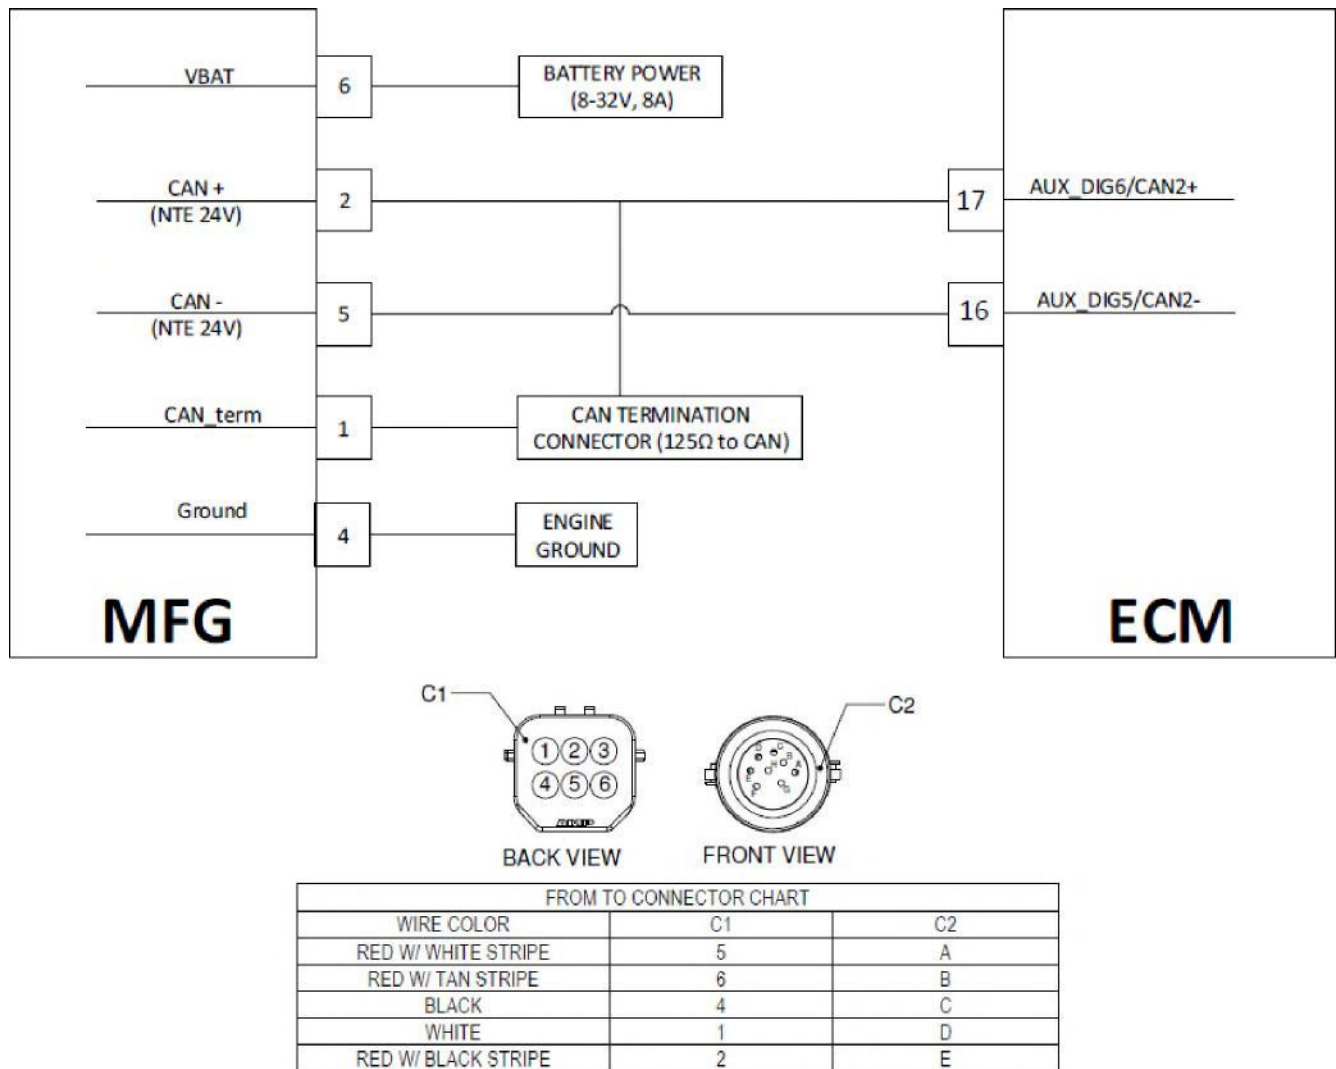 VBAT
6
BATTERY POWER
(8-32V, 8A)
CAN +
(NTE 24V)
2
17
AUX_DIG6/CAN2+
CAN -
(NTE 24V)
5
16
AUX_DIG5/CAN2-
CAN_term
1
CAN TERMINATION
CONNECTOR (125Ω to CAN)
Ground
4
ENGINE
GROUND
MFG
ECM
C1
1 2 3
4 5 6
AMP
BACK VIEW
C2
D C B
E H A
F G
FRONT VIEW
FROM TO CONNECTOR CHART
WIRE COLOR C1 C2
RED W/ WHITE STRIPE 5 A
RED W/ TAN STRIPE 6 B
BLACK 4 C
WHITE 1 D
RED W/ BLACK STRIPE 2 E